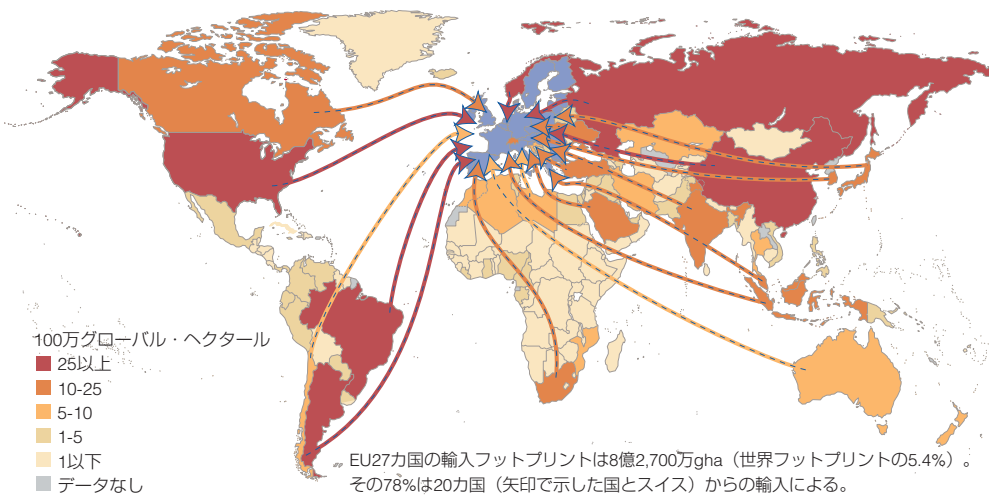 100万グローバル・ヘクタール
25以上
10-25
5-10
1-5
1以下
データなし
EU27カ国の輸入フットプリントは8億2,700万gha（世界フットプリントの5.4%）。
その78%は20カ国（矢印で示した国とスイス）からの輸入による。